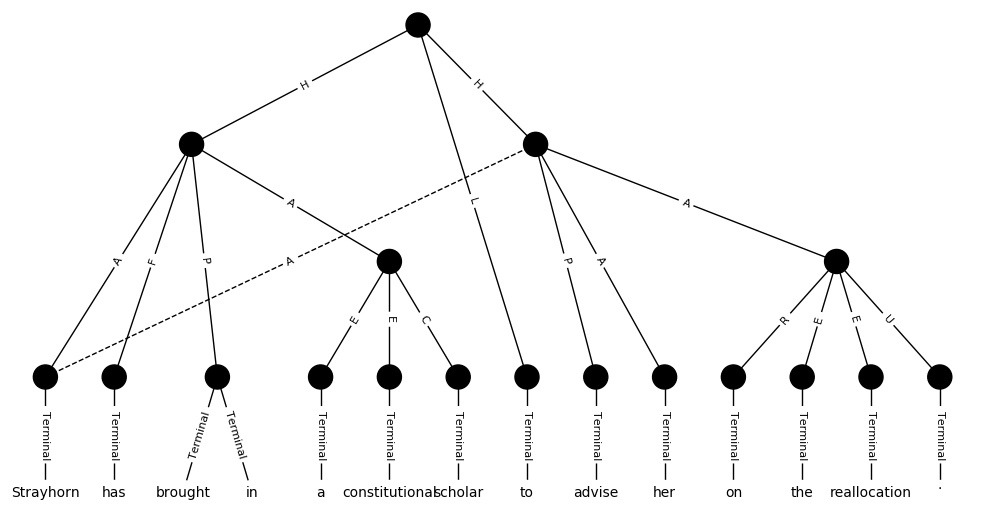 H H
A F P A A L P A A
E E C R E E U
Terminal Terminal Terminal Terminal Terminal Terminal Terminal Terminal Terminal Terminal Terminal Terminal Terminal Terminal
Strayhorn has brought in a constitutional scholar to advise her on the reallocation .